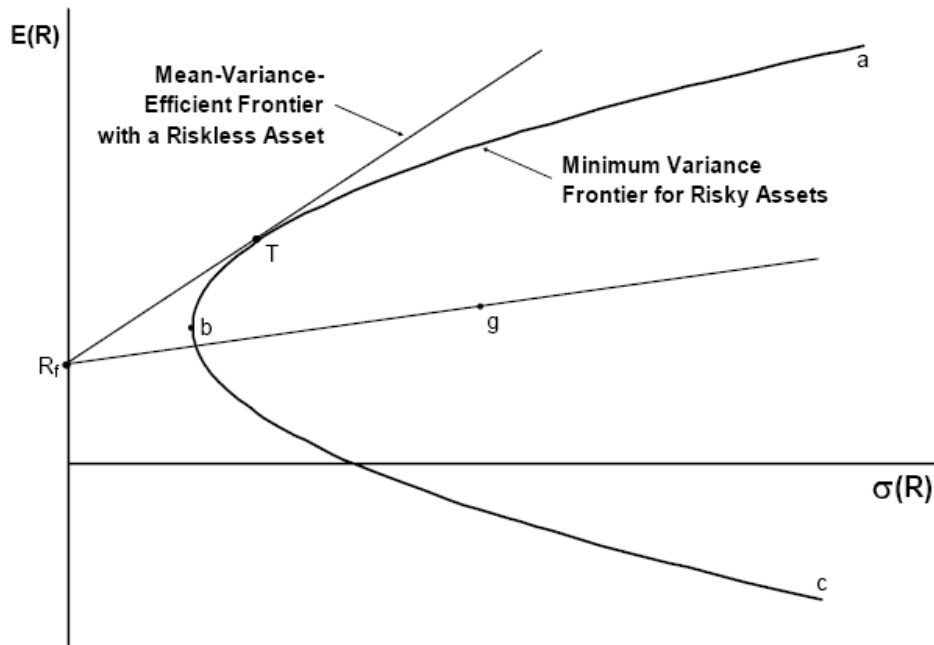 E(R)
Mean-Variance-
Efficient Frontier
with a Riskless Asset
a
Minimum Variance
Frontier for Risky Assets
T
b
g
Rf
σ(R)
c